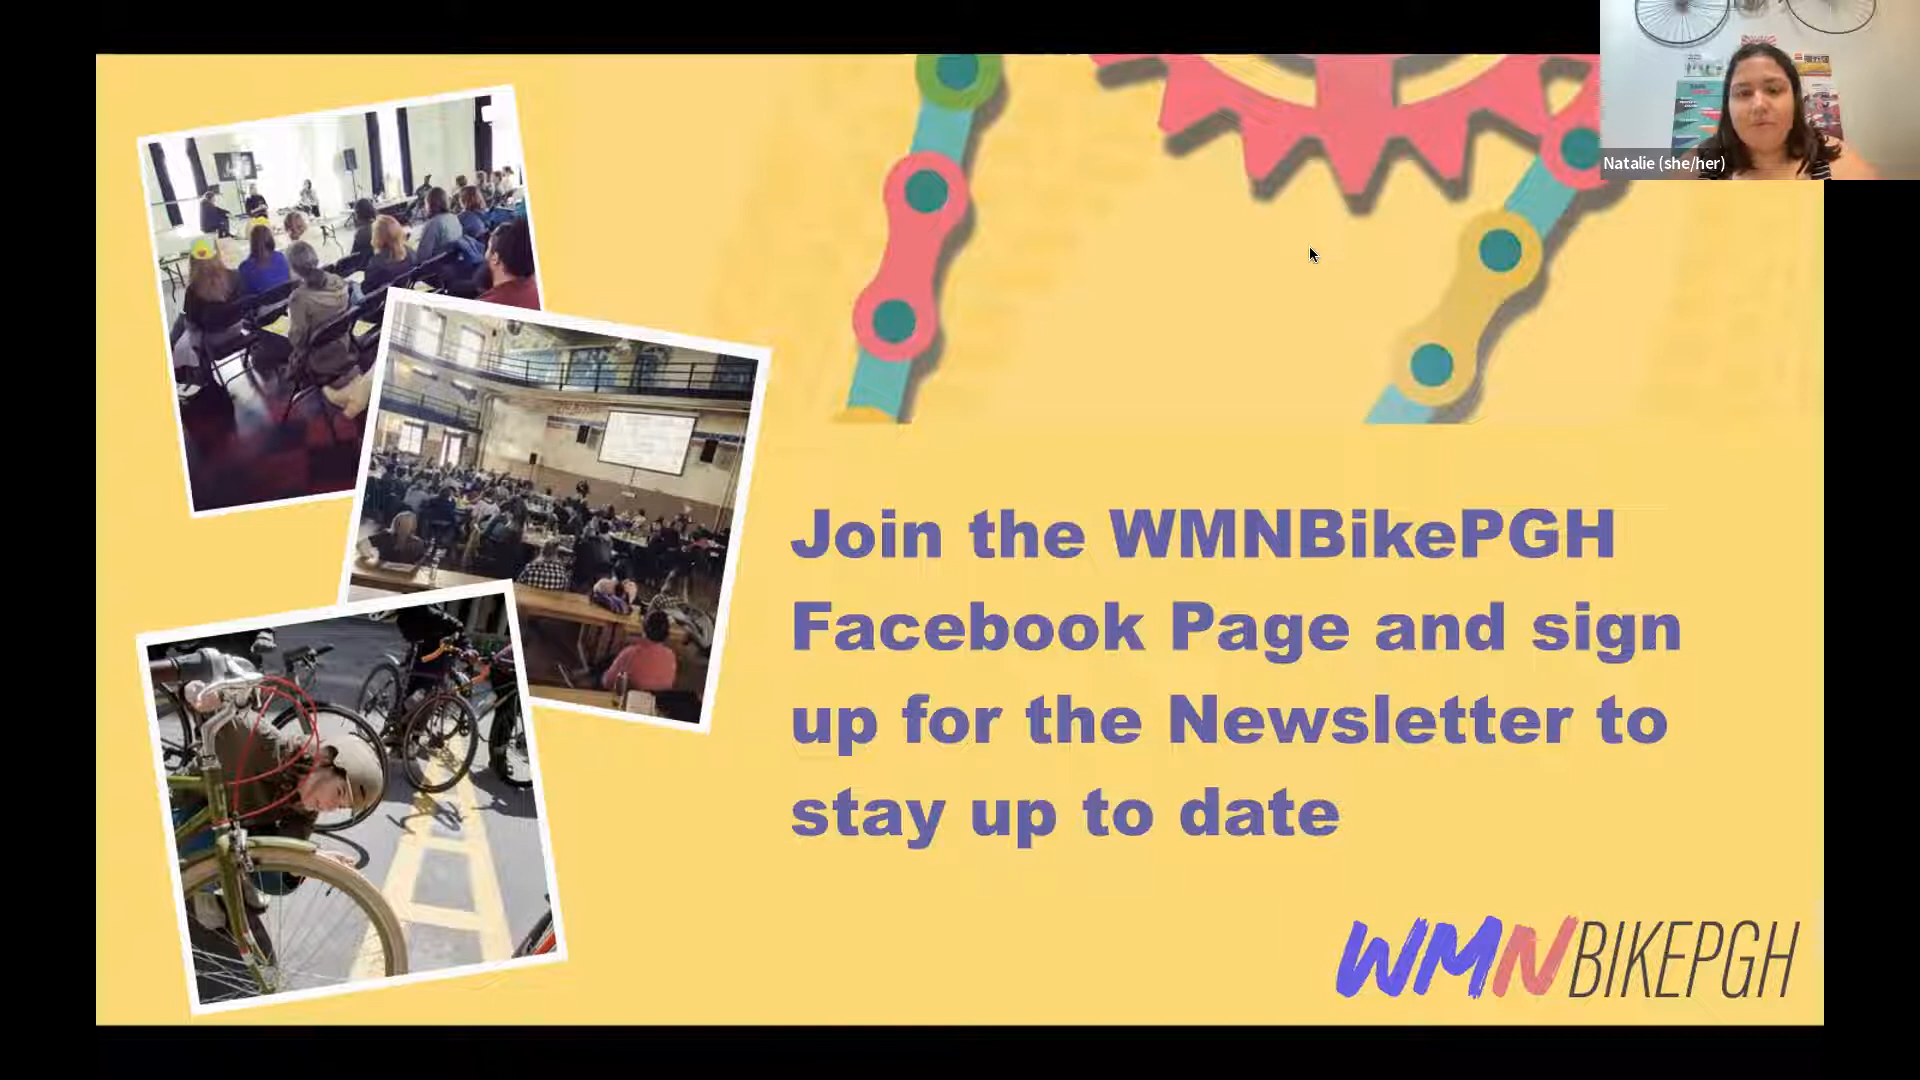 Natalie (she/her)
Join the WMNBikePGH
Facebook Page and sign
up for the Newsletter to
stay up to date
WMNBIKEPGH